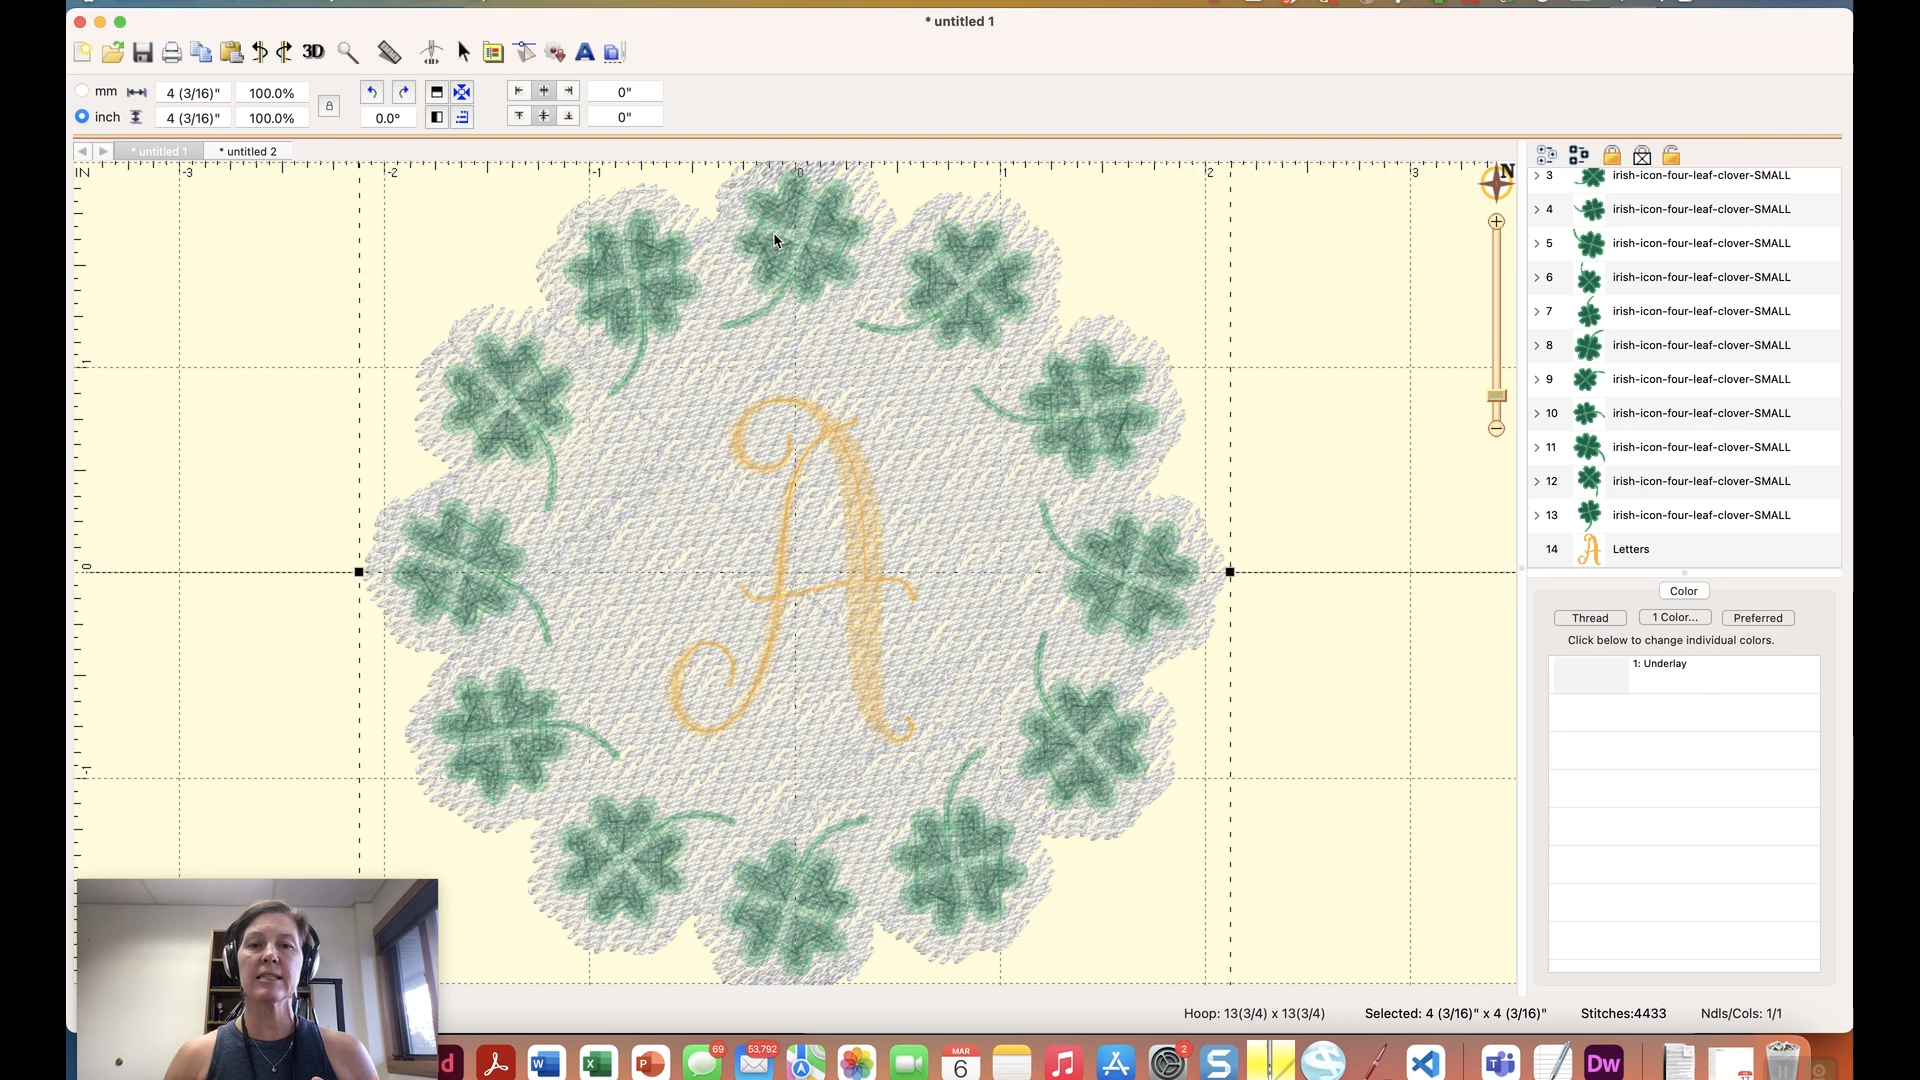 * untitled 1
3D
A
mm
4 (3/16)"
100.0%
0"
inch
4 (3/16)"
100.0%
0.0°
0"
* untitled 1
* untitled 2
IN
-3
-2
-1
0
1
2
3
N
1
0
-1
A
3 irish-icon-four-leaf-clover-SMALL
4 irish-icon-four-leaf-clover-SMALL
5 irish-icon-four-leaf-clover-SMALL
6 irish-icon-four-leaf-clover-SMALL
7 irish-icon-four-leaf-clover-SMALL
8 irish-icon-four-leaf-clover-SMALL
9 irish-icon-four-leaf-clover-SMALL
10 irish-icon-four-leaf-clover-SMALL
11 irish-icon-four-leaf-clover-SMALL
12 irish-icon-four-leaf-clover-SMALL
13 irish-icon-four-leaf-clover-SMALL
14 A Letters
Color
Thread
1 Color...
Preferred
Click below to change individual colors.
1: Underlay
Hoop: 13(3/4) x 13(3/4)
Selected: 4 (3/16)" x 4 (3/16)"
Stitches:4433
Ndls/Cols: 1/1
d
W
X
P
69
53,792
MAR
6
2
S
Dw